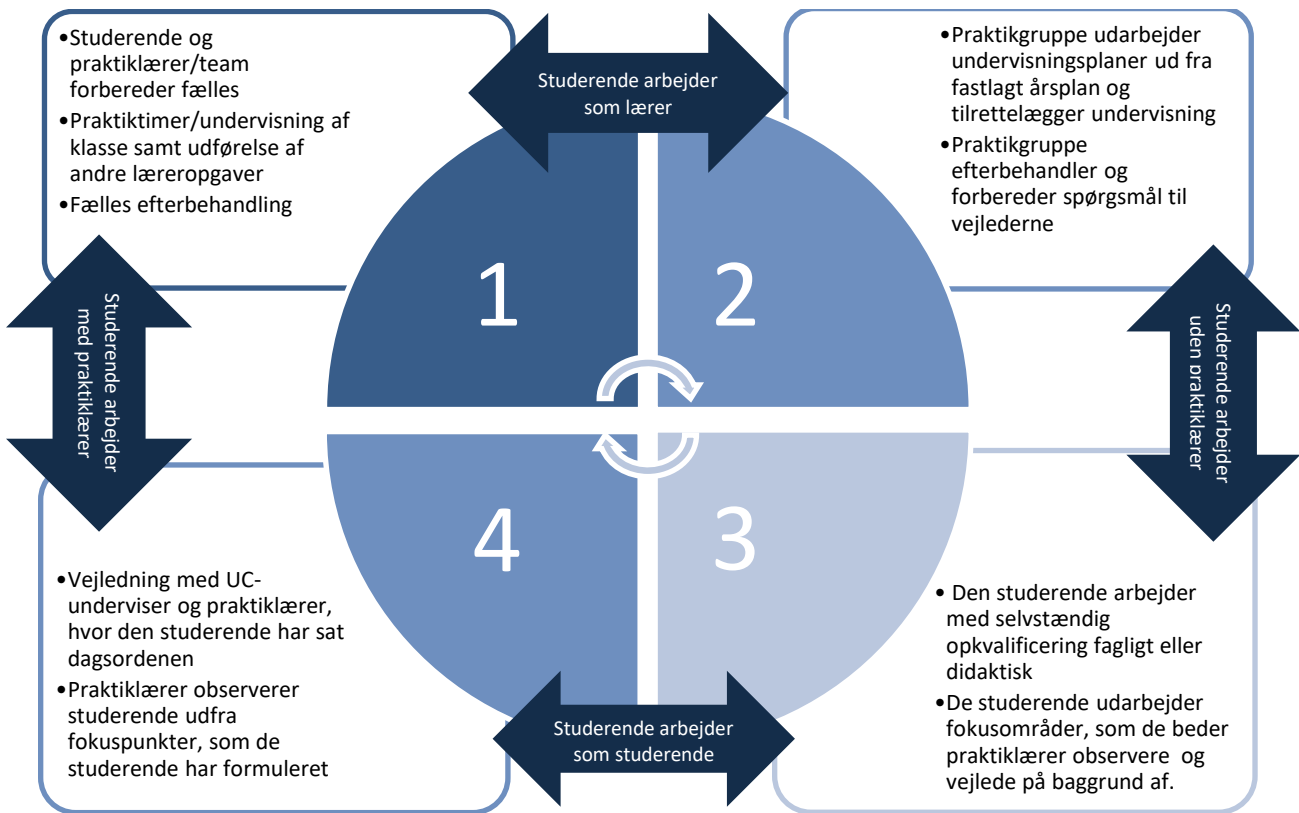 •Studerende og
praktiklærer/team
forbereder fælles
•Praktiktimer/undervisning af
klasse samt udførelse af
andre læreropgaver
•Fælles efterbehandling
Studerende arbejder
som lærer
•Praktikgruppe udarbejder
undervisningsplaner ud fra
fastlagt årsplan og
tilrettelægger undervisning
•Praktikgruppe
efterbehandler og
forbereder spørgsmål til
vejlederne
1
2
Studerende arbejder
med praktiklærer
Studerende arbejder
uden praktiklærer
4
3
•Vejledning med UC-
underviser og praktiklærer,
hvor den studerende har sat
dagsordenen
•Praktiklærer observerer
studerende udfra
fokuspunkter, som de
studerende har formuleret
Studerende arbejder
som studerende
• Den studerende arbejder
med selvstændig
opkvalificering fagligt eller
didaktisk
•De studerende udarbejder
fokusområder, som de beder
praktiklærer observere og
vejlede på baggrund af.